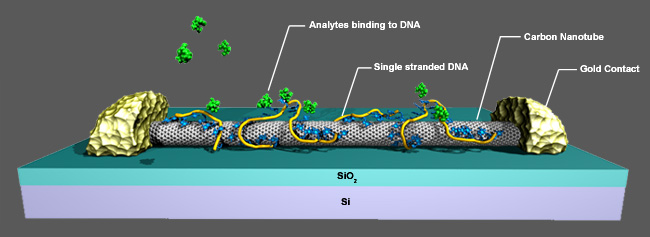 Analytes binding to DNA
Carbon Nanotube
Single stranded DNA
Gold Contact
SiO₂
Si